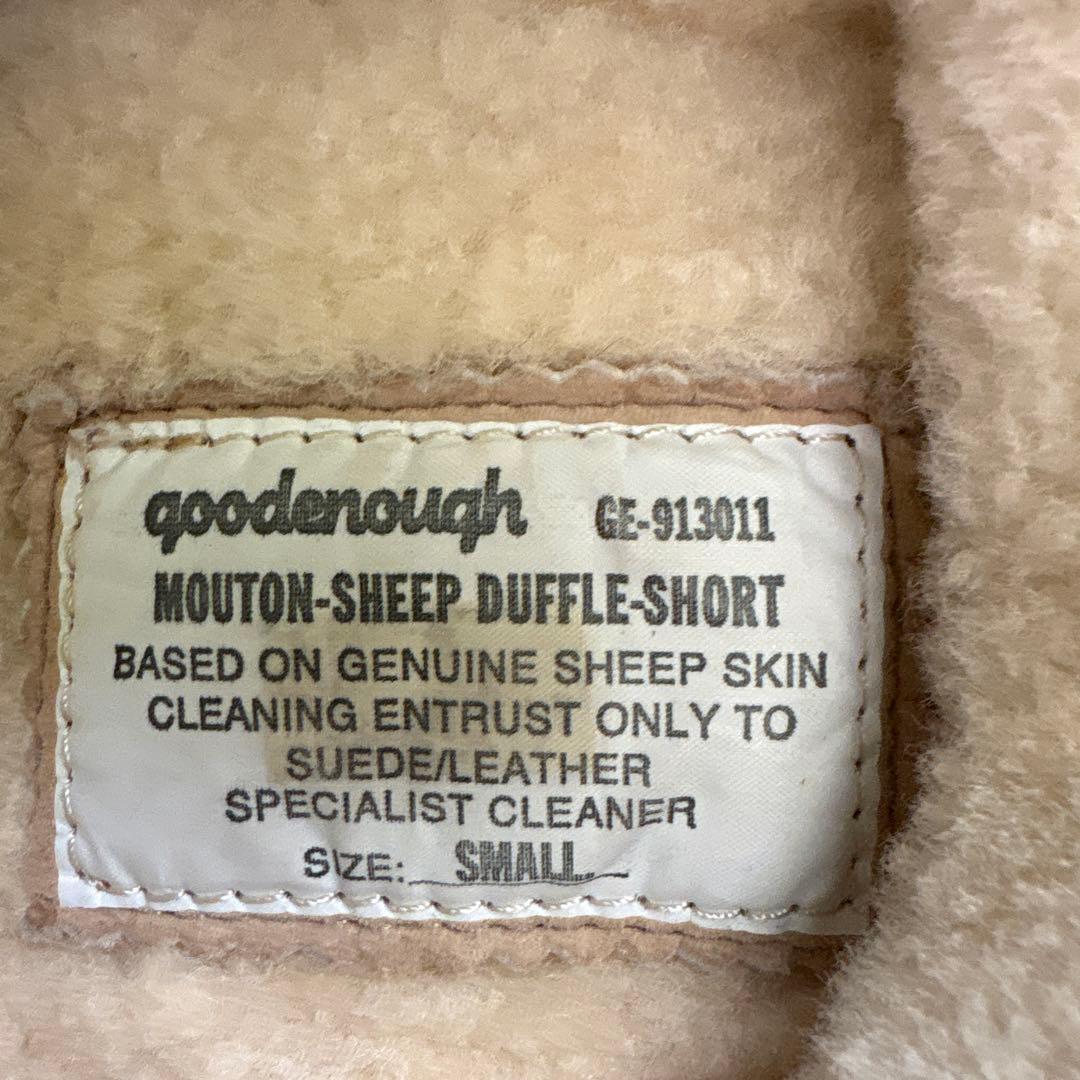 goodenough GE-913011
MOUTON-SHEEP DUFFLE-SHORT
BASED ON GENUINE SHEEP SKIN
CLEANING ENTRUST ONLY TO
SUEDE/LEATHER
SPECIALIST CLEANER
SIZE: SMALL